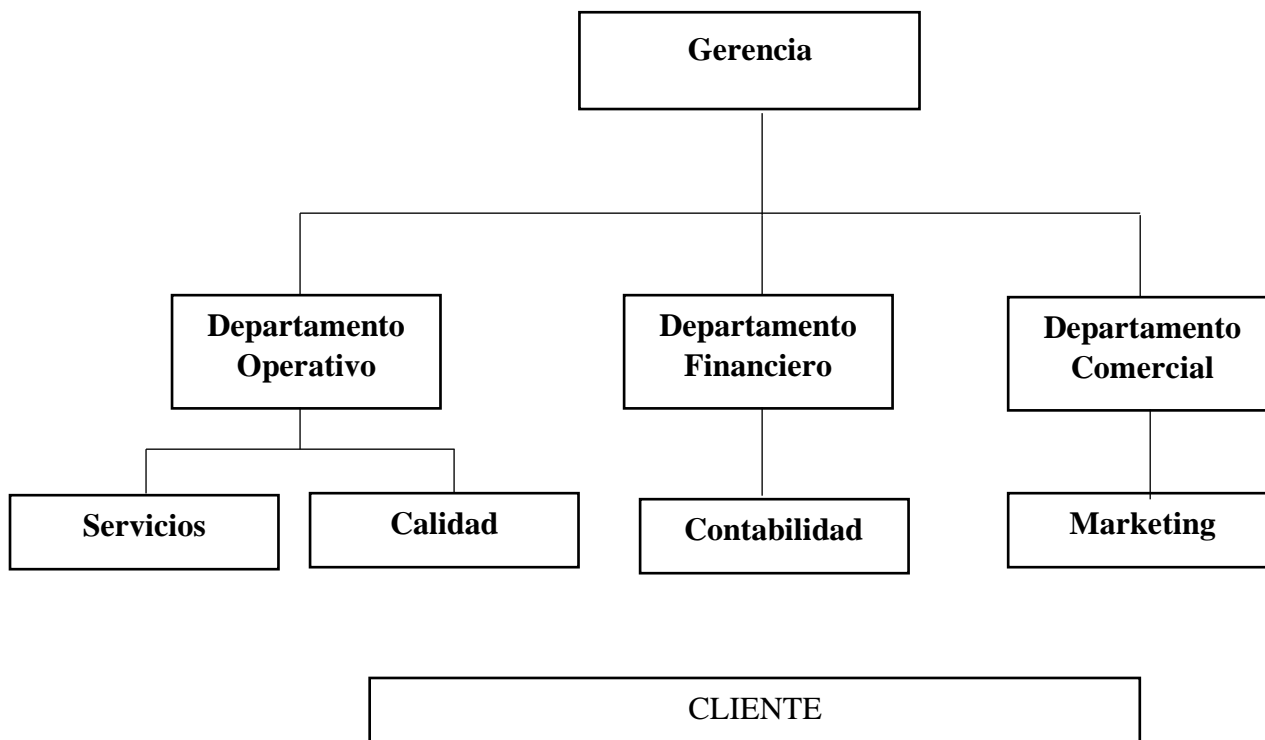 Gerencia
Departamento
Operativo
Departamento
Financiero
Departamento
Comercial
Servicios
Calidad
Contabilidad
Marketing
CLIENTE